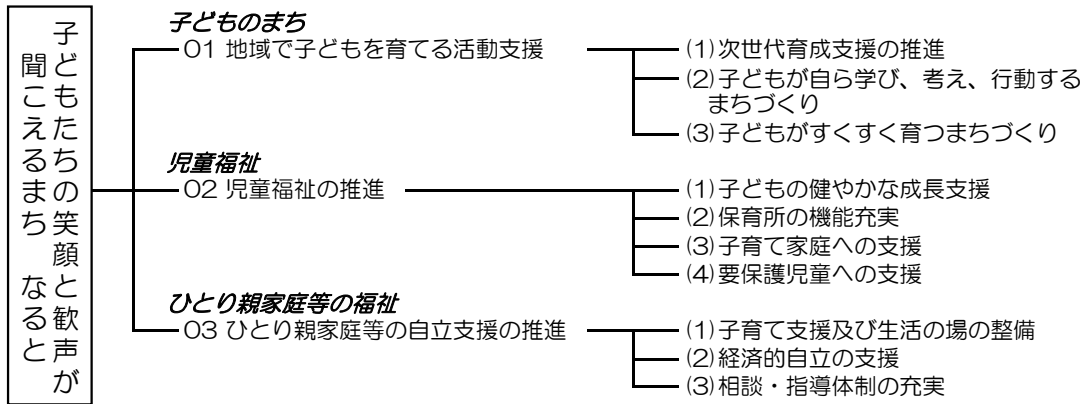 子どもたちの笑顔と歓声が
聞こえるまち　なると
子どものまち
01 地域で子どもを育てる活動支援
(1)次世代育成支援の推進
(2)子どもが自ら学び、考え、行動する
まちづくり
(3)子どもがすくすく育つまちづくり
児童福祉
02 児童福祉の推進
(1)子どもの健やかな成長支援
(2)保育所の機能充実
(3)子育て家庭への支援
(4)要保護児童への支援
ひとり親家庭等の福祉
03 ひとり親家庭等の自立支援の推進
(1)子育て支援及び生活の場の整備
(2)経済的自立の支援
(3)相談・指導体制の充実